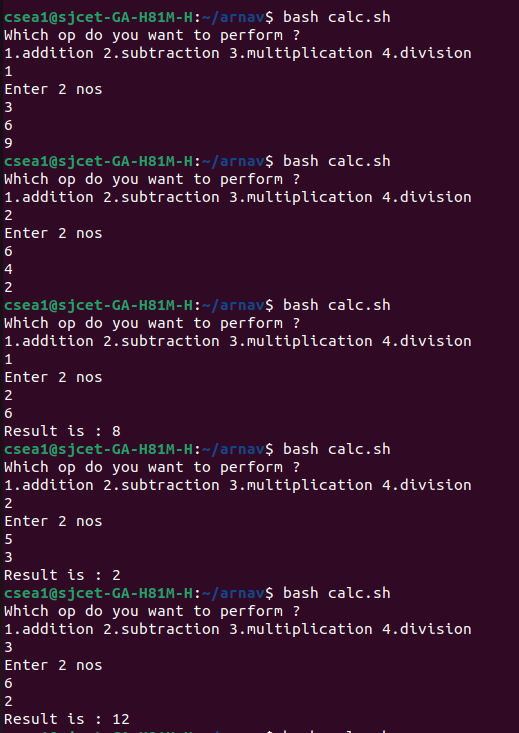 csea1@sjcet-GA-H81M-H:~/arnav$ bash calc.sh
Which op do you want to perform ?
1.addition 2.subtraction 3.multiplication 4.division
1
Enter 2 nos
3
6
9
csea1@sjcet-GA-H81M-H:~/arnav$ bash calc.sh
Which op do you want to perform ?
1.addition 2.subtraction 3.multiplication 4.division
2
Enter 2 nos
6
4
2
csea1@sjcet-GA-H81M-H:~/arnav$ bash calc.sh
Which op do you want to perform ?
1.addition 2.subtraction 3.multiplication 4.division
1
Enter 2 nos
2
6
Result is : 8
csea1@sjcet-GA-H81M-H:~/arnav$ bash calc.sh
Which op do you want to perform ?
1.addition 2.subtraction 3.multiplication 4.division
2
Enter 2 nos
5
3
Result is : 2
csea1@sjcet-GA-H81M-H:~/arnav$ bash calc.sh
Which op do you want to perform ?
1.addition 2.subtraction 3.multiplication 4.division
3
Enter 2 nos
6
2
Result is : 12